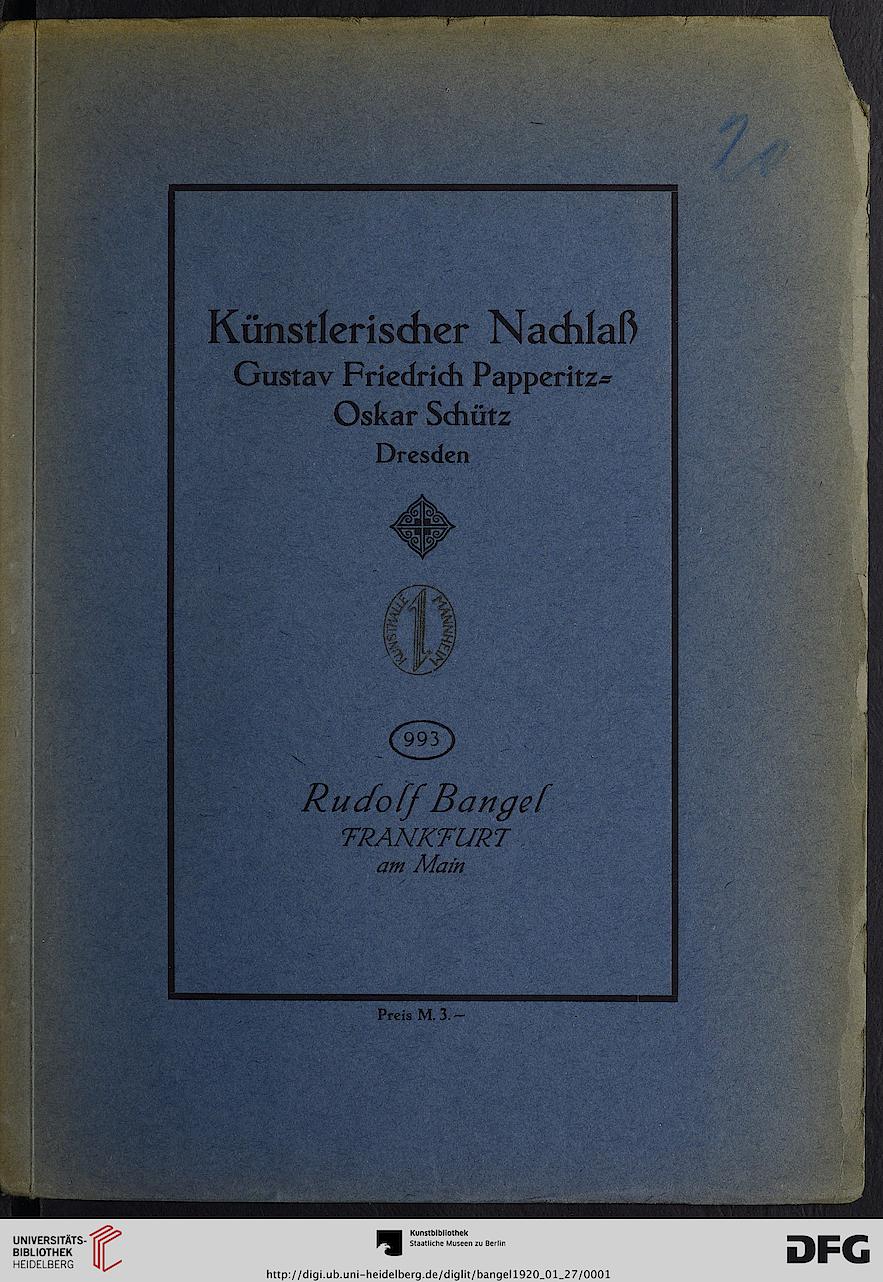 Künstlerischer Nachlaß
Gustav Friedrich Papperitz=
Oskar Schütz
Dresden
KUNSTHALLE MANNHEIM
993
Rudolf Bangel
FRANKFURT
am Main
Preis M. 3.–
UNIVERSITÄTS-
BIBLIOTHEK
HEIDELBERG
Kunstbibliothek
Staatliche Museen zu Berlin
DFG
http://digi.ub.uni-heidelberg.de/diglit/bangel1920_01_27/0001